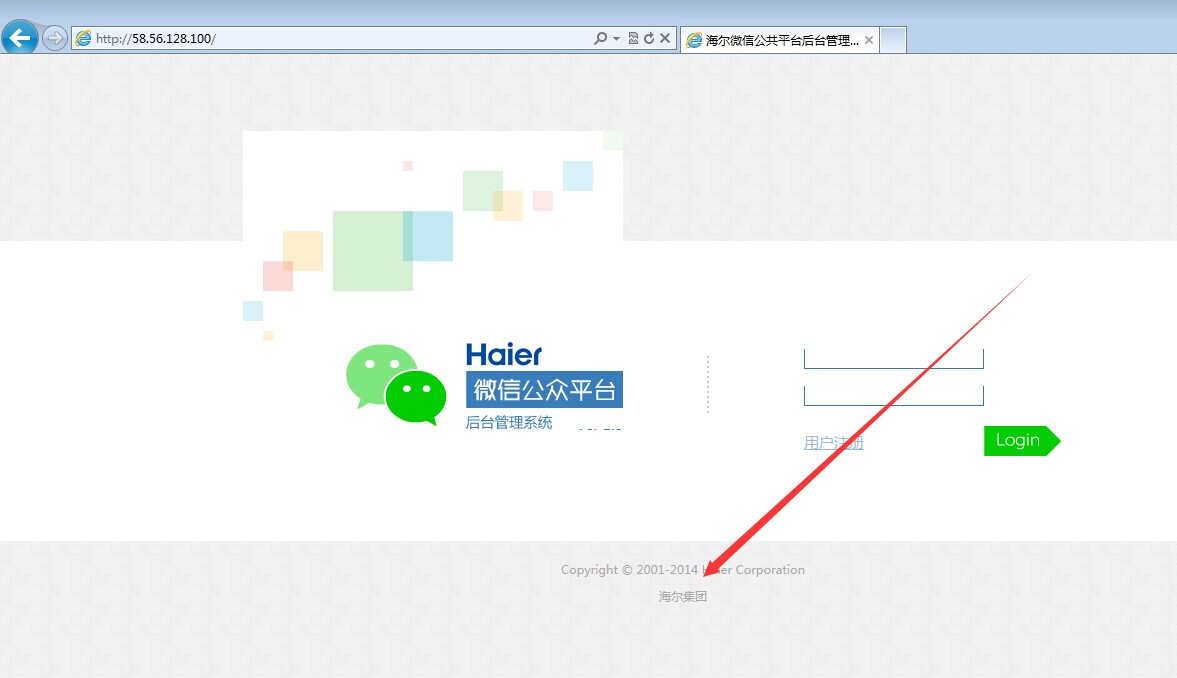 http://58.56.128.100/
海尔微信公共平台后台管理...
Haier
微信公众平台
后台管理系统
用户注册
Login
Copyright © 2001-2014 Haier Corporation
海尔集团